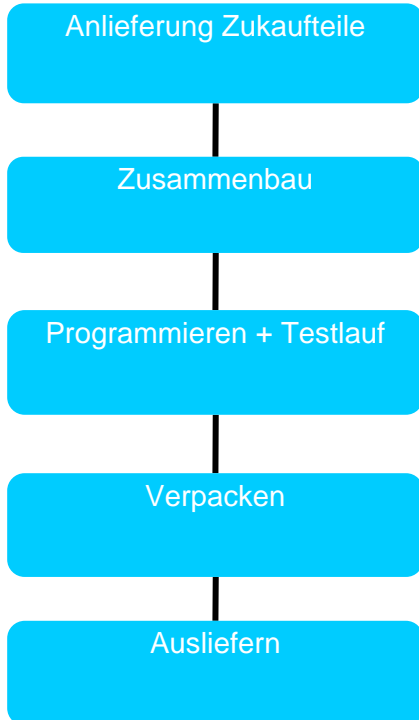 Anlieferung Zukaufteile
Zusammenbau
Programmieren + Testlauf
Verpacken
Ausliefern